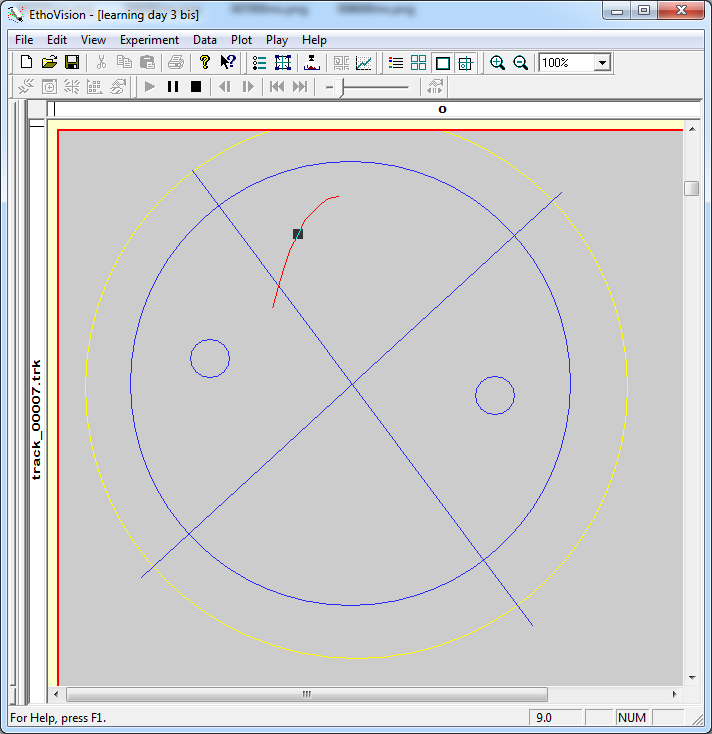 EthoVision - [learning day 3 bis]
File Edit View Experiment Data Plot Play Help
100%
0
track_00007.trk
For Help, press F1.
9.0
NUM